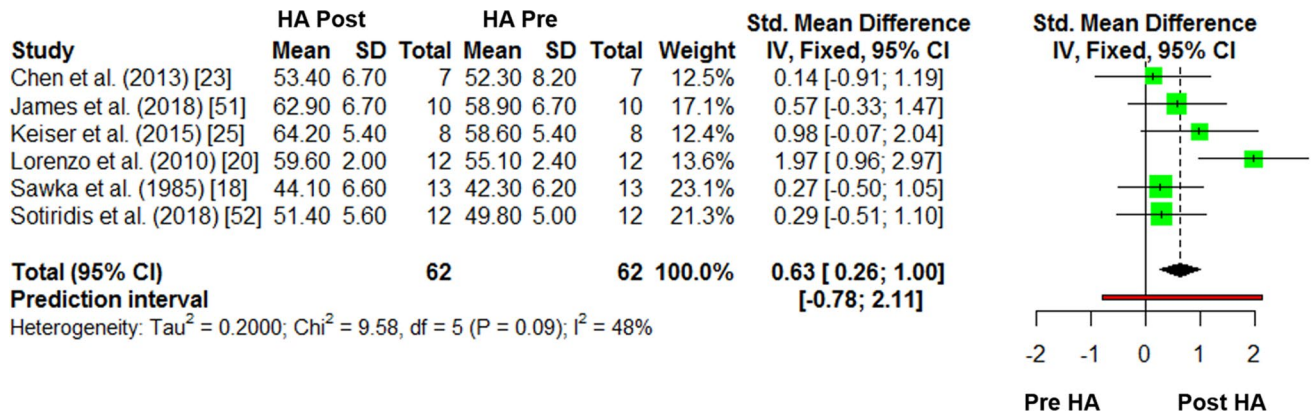 HA Post HA Pre Std. Mean Difference Std. Mean Difference
Study Mean SD Total Mean SD Total Weight IV, Fixed, 95% CI IV, Fixed, 95% CI
Chen et al. (2013) [23] 53.40 6.70 7 52.30 8.20 7 12.5% 0.14 [-0.91; 1.19]
James et al. (2018) [51] 62.90 6.70 10 58.90 6.70 10 17.1% 0.57 [-0.33; 1.47]
Keiser et al. (2015) [25] 64.20 5.40 8 58.60 5.40 8 12.4% 0.98 [-0.07; 2.04]
Lorenzo et al. (2010) [20] 59.60 2.00 12 55.10 2.40 12 13.6% 1.97 [ 0.96; 2.97]
Sawka et al. (1985) [18] 44.10 6.60 13 42.30 6.20 13 23.1% 0.27 [-0.50; 1.05]
Sotiridis et al. (2018) [52] 51.40 5.60 12 49.80 5.00 12 21.3% 0.29 [-0.51; 1.10]
Total (95% CI) 62 62 100.0% 0.63 [ 0.26; 1.00]
Prediction interval [-0.78; 2.11]
Heterogeneity: Tau² = 0.2000; Chi² = 9.58, df = 5 (P = 0.09); I² = 48%
-2 -1 0 1 2
Pre HA Post HA